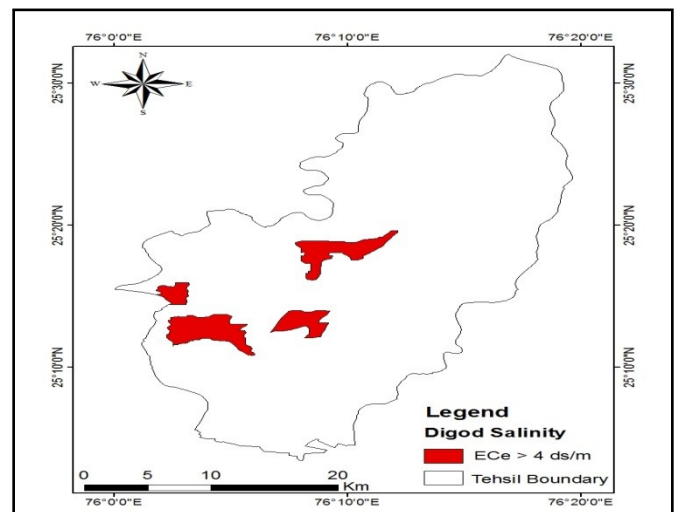 76°0'0"E 76°10'0"E 76°20'0"E
N
W E
S
25°30'0"N 25°30'0"N
25°20'0"N 25°20'0"N
25°10'0"N 25°10'0"N
Legend
Digod Salinity
ECe > 4 ds/m
Tehsil Boundary
0 5 10 20
Km
76°0'0"E 76°10'0"E 76°20'0"E